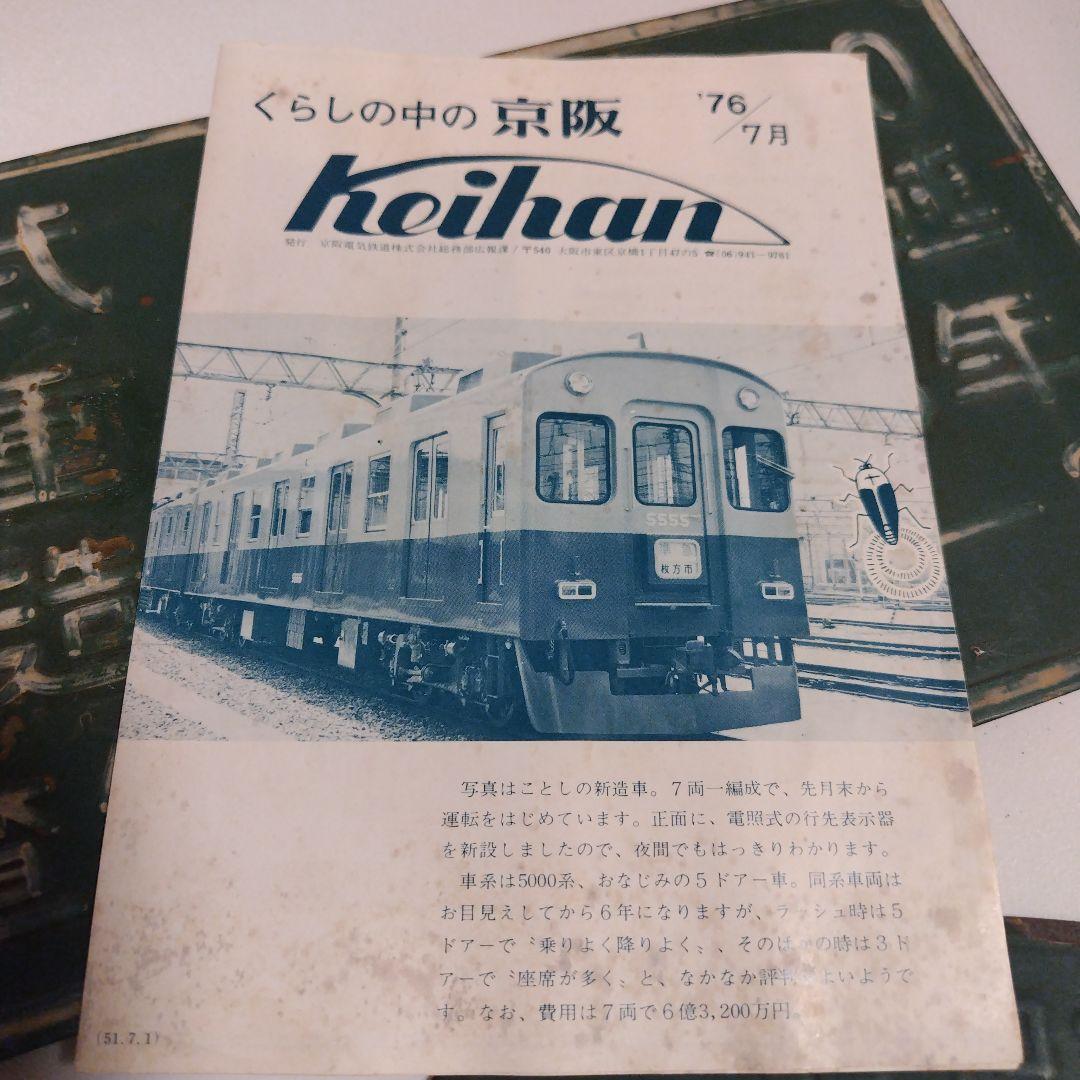 くらしの中の 京阪 '76/7月
Keihan
発行 京阪電気鉄道株式会社総務部広報課/〒540 大阪市東区京橋1丁目47の5 ☎(06)941-9761
5555
準急
枚方市
写真はことしの新造車。7両一編成で、先月末から
運転をはじめています。正面に、電照式の行先表示器
を新設しましたので、夜間でもはっきりわかります。
車系は5000系、おなじみの5ドアー車。同系車両は
お目見えしてから6年になりますが、ラッシュ時は5
ドアーで〝乗りよく降りよく〟、そのほかの時は3ド
アーで〝座席が多く〟と、なかなか評判がよいようで
す。なお、費用は7両で6億3,200万円。
(51.7.1)